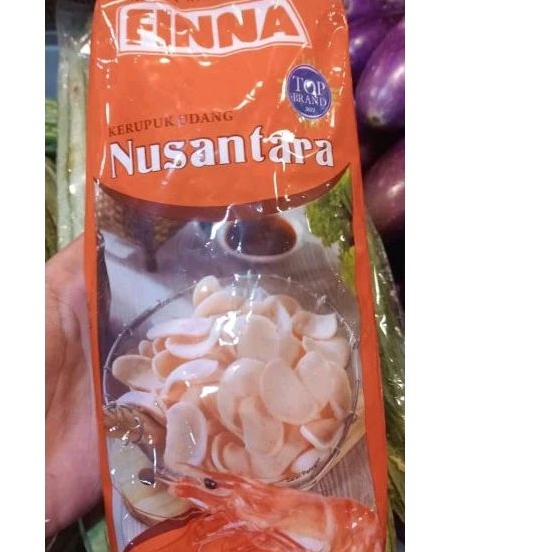 FINNA
TOP
BRAND
KERUPUK UDANG
Nusantara